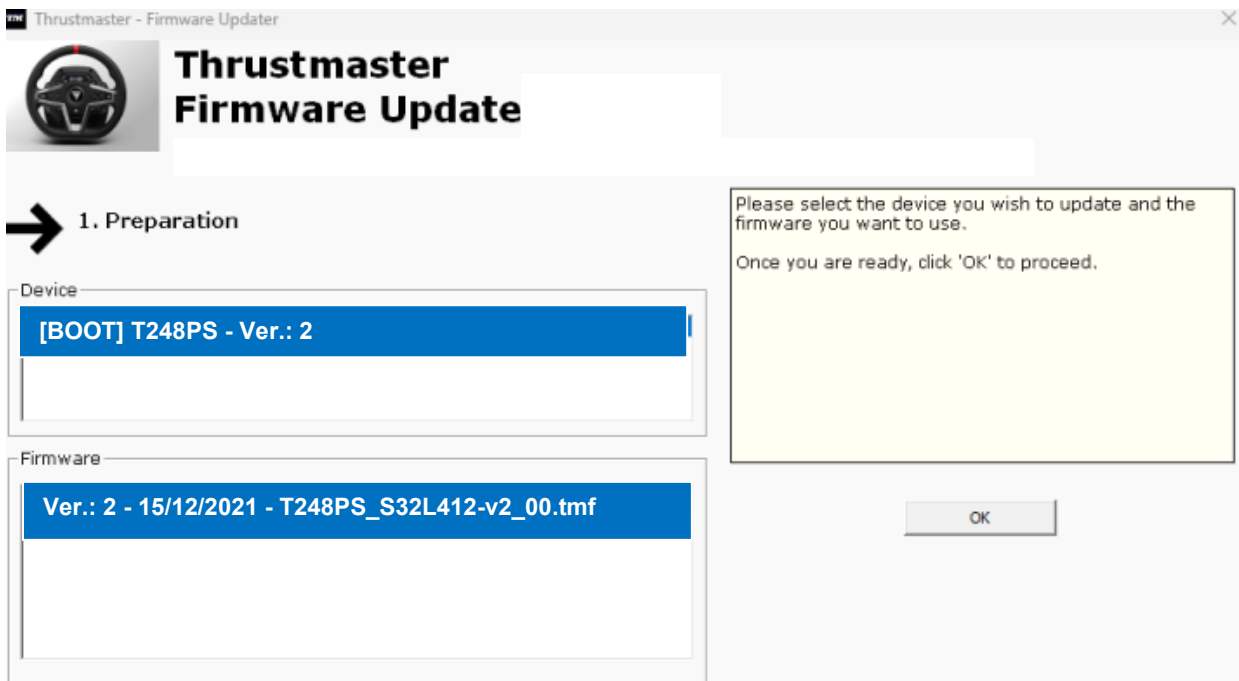 Thrustmaster - Firmware Updater
Thrustmaster
Firmware Update
1. Preparation
Please select the device you wish to update and the
firmware you want to use.
Once you are ready, click 'OK' to proceed.
Device
[BOOT] T248PS - Ver.: 2
Firmware
Ver.: 2 - 15/12/2021 - T248PS_S32L412-v2_00.tmf
OK